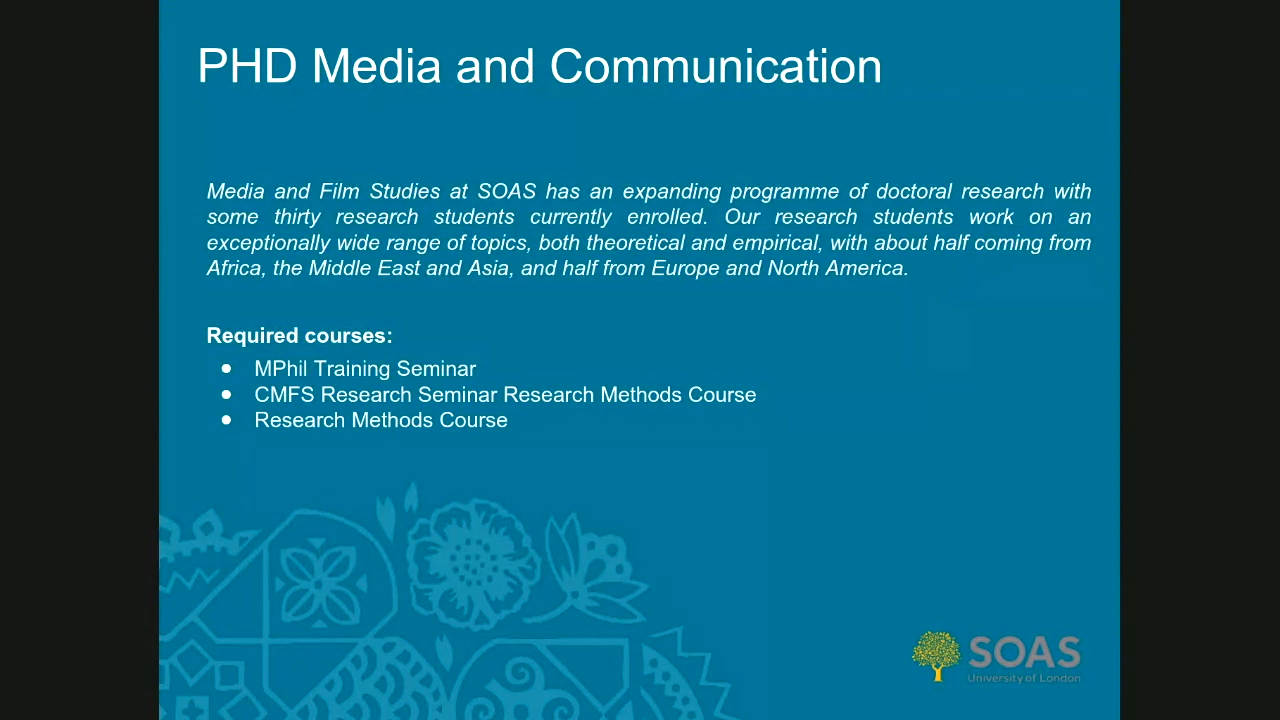 PHD Media and Communication
Media and Film Studies at SOAS has an expanding programme of doctoral research with
some thirty research students currently enrolled. Our research students work on an
exceptionally wide range of topics, both theoretical and empirical, with about half coming from
Africa, the Middle East and Asia, and half from Europe and North America.
Required courses:
● MPhil Training Seminar
● CMFS Research Seminar Research Methods Course
● Research Methods Course
SOAS
University of London